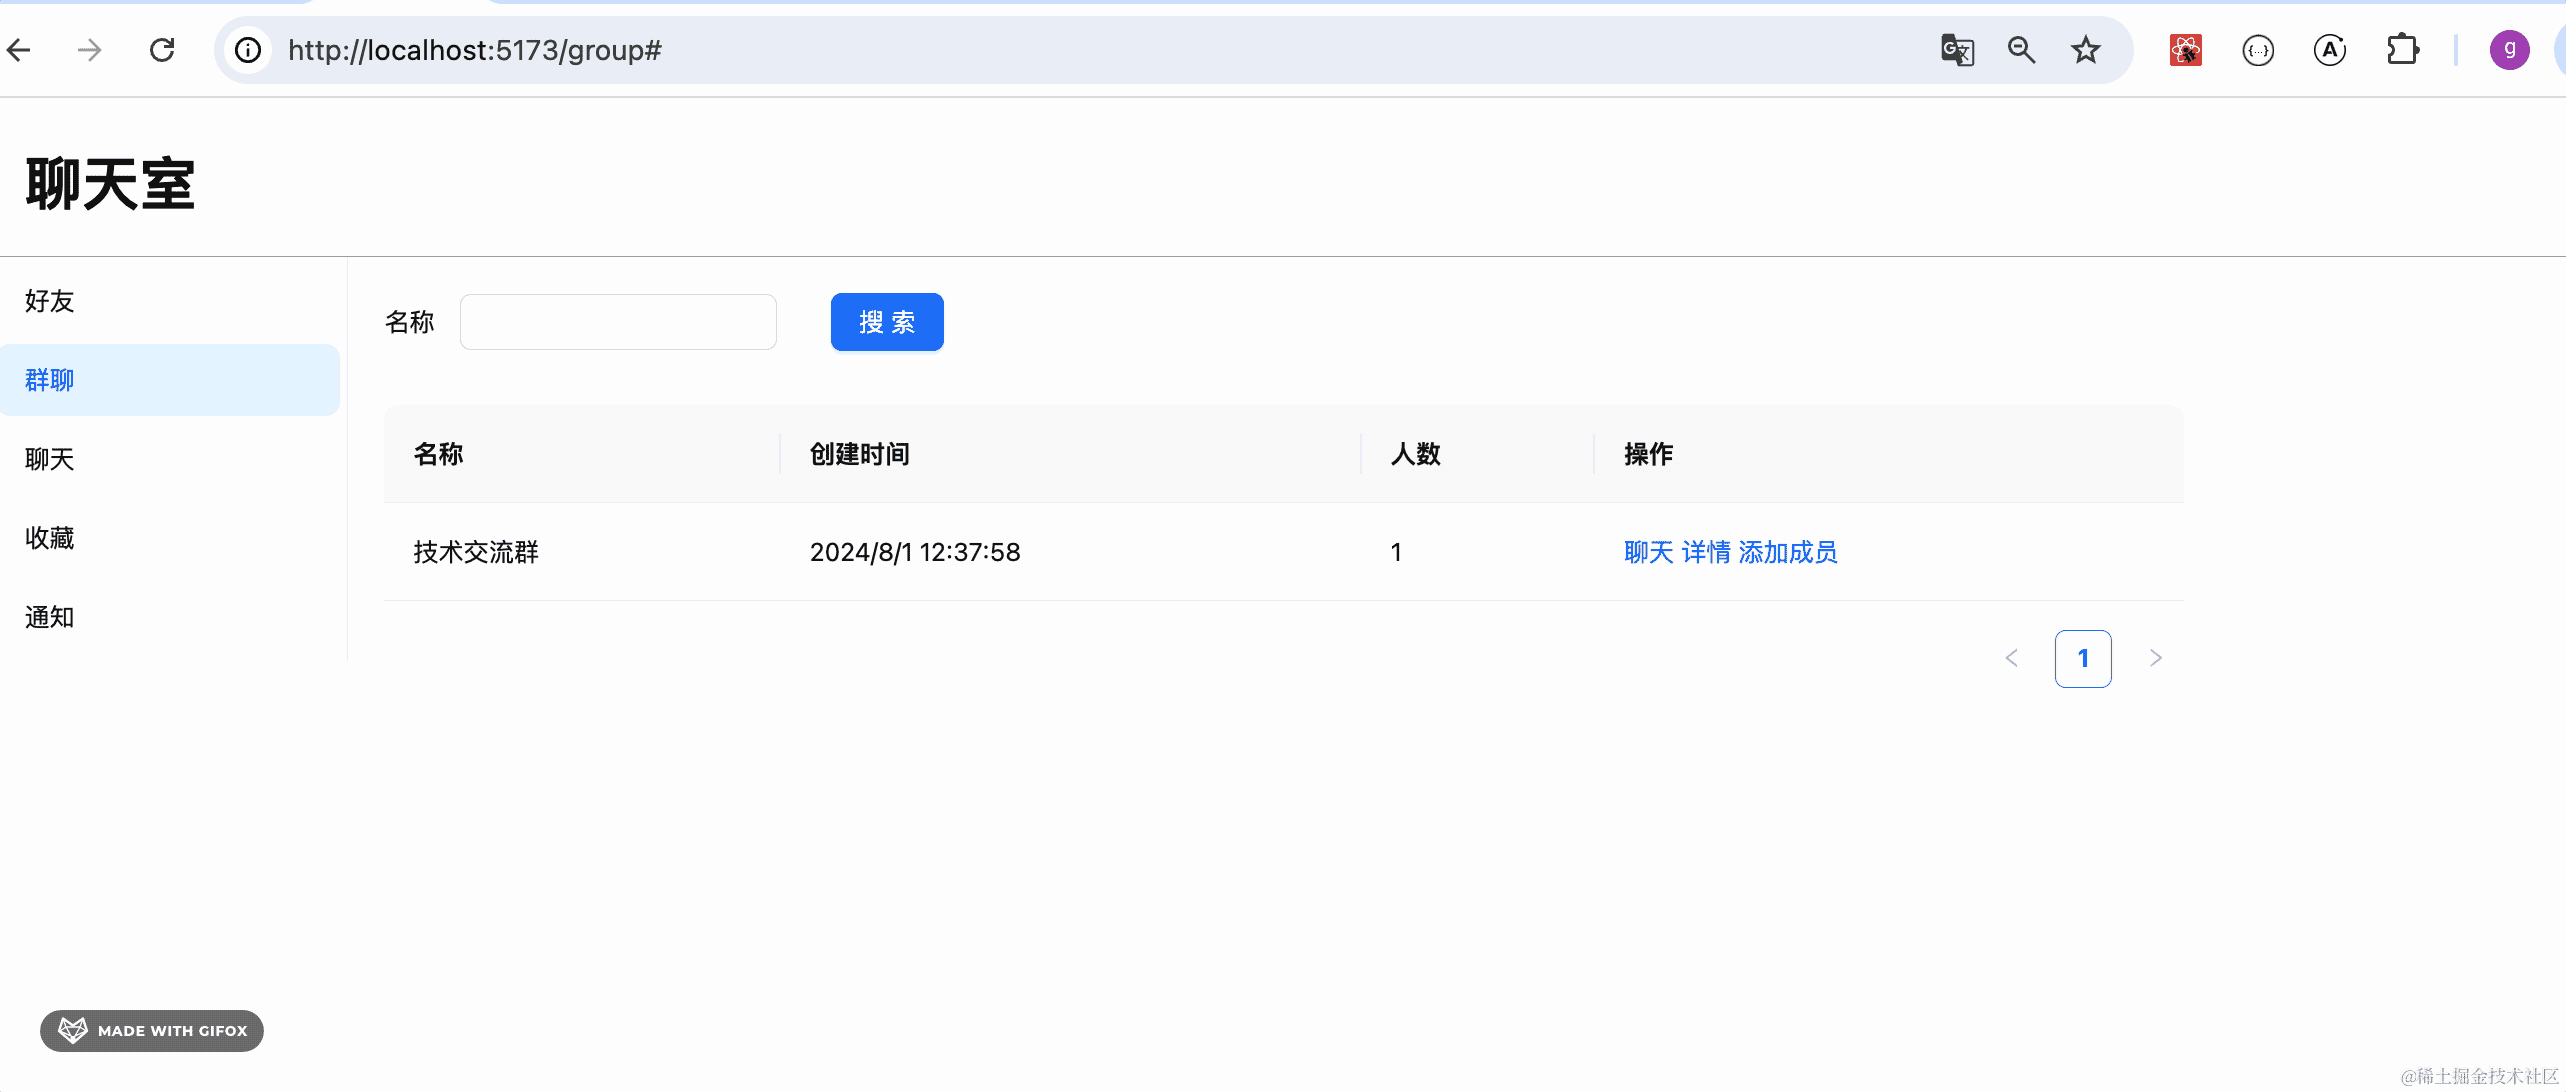 http://localhost:5173/group#
g
聊天室
好友
群聊
聊天
收藏
通知
名称
搜 索
名称 创建时间 人数 操作
技术交流群 2024/8/1 12:37:58 1 聊天 详情 添加成员
1
MADE WITH GIFOX
@稀土掘金技术社区